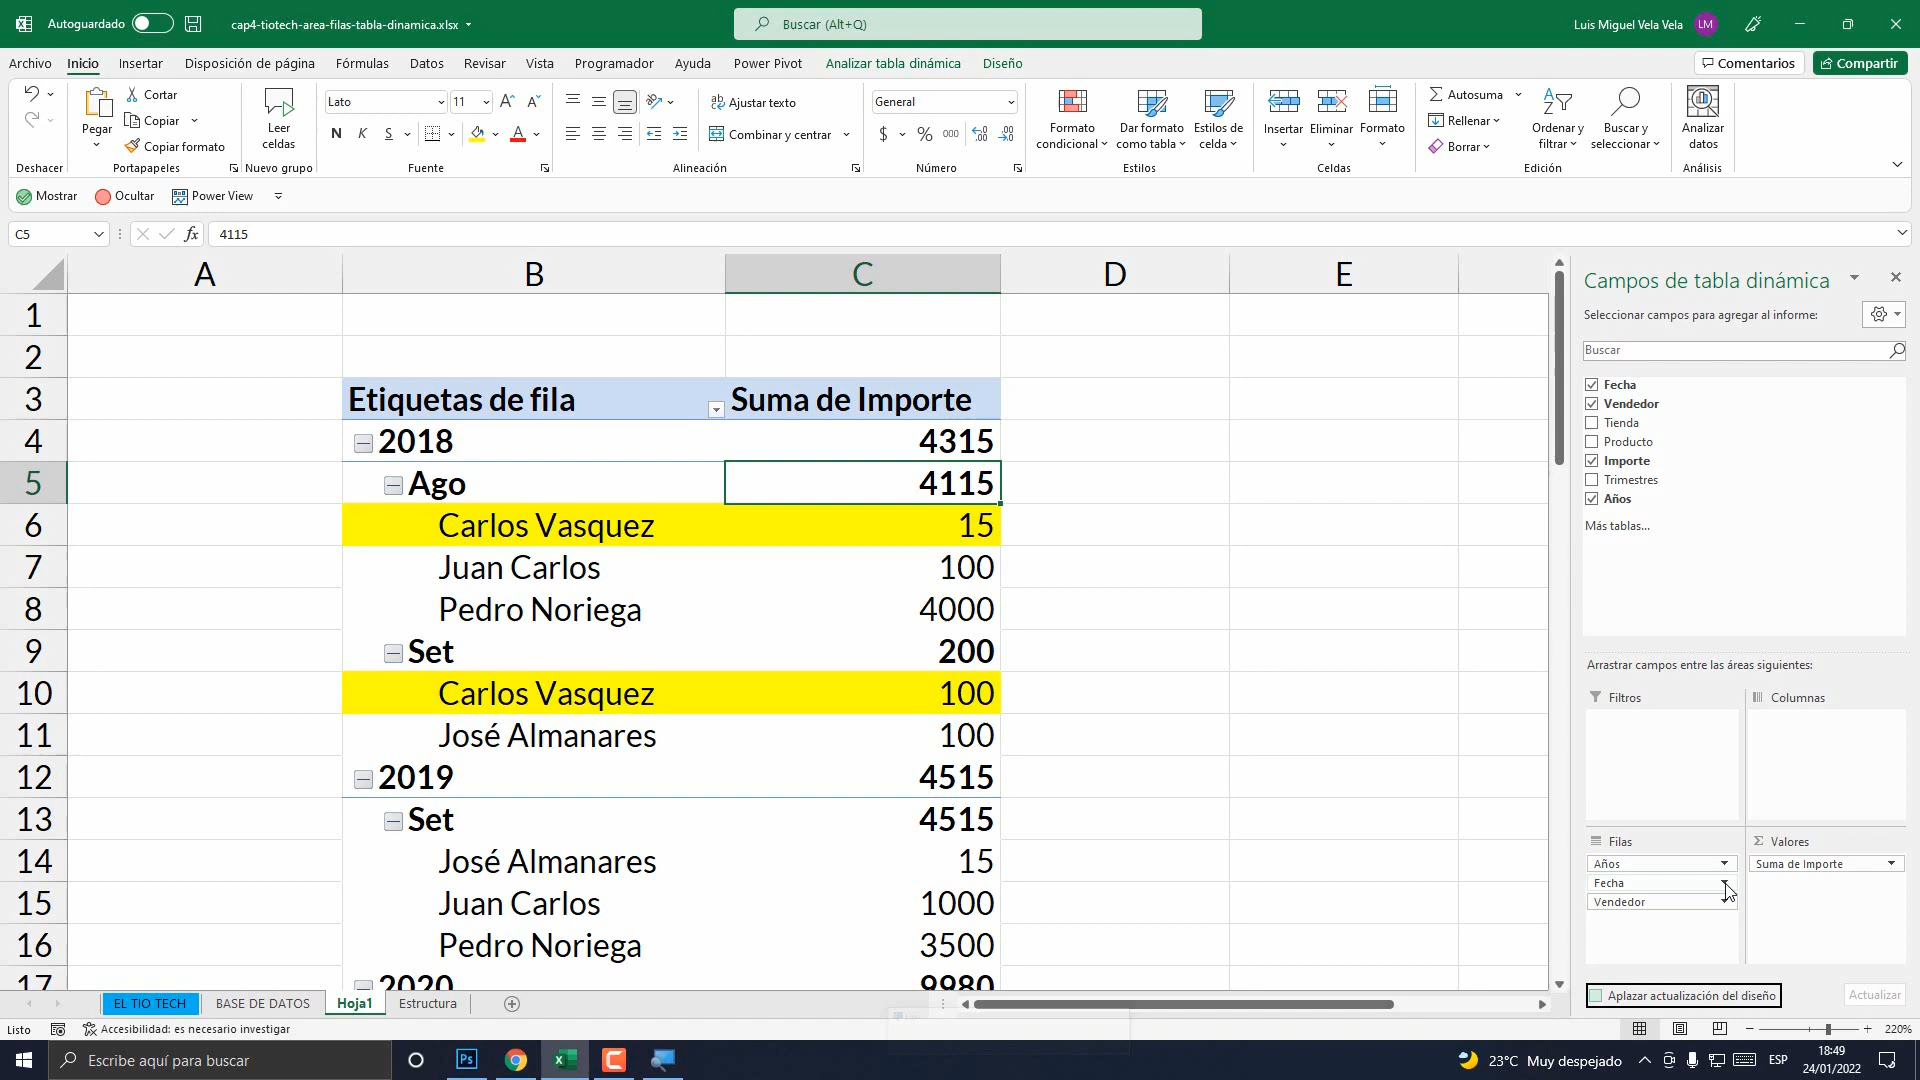 Autoguardado
cap4-tiotech-area-filas-tabla-dinamica.xlsx
Buscar (Alt+Q)
Luis Miguel Vela Vela
LM
Archivo Inicio Insertar Disposición de página Fórmulas Datos Revisar Vista Programador Ayuda Power Pivot Analizar tabla dinámica Diseño
Comentarios
Compartir
Deshacer
Pegar
Cortar
Copiar
Copiar formato
Portapapeles
Leer celdas
Nuevo grupo
Lato 11
N K S
Fuente
Ajustar texto
Combinar y centrar
Alineación
General
$ % 000
Número
Formato condicional
Dar formato como tabla
Estilos de celda
Estilos
Insertar
Eliminar
Formato
Celdas
Autosuma
Rellenar
Borrar
Ordenar y filtrar
Buscar y seleccionar
Edición
Analizar datos
Análisis
Mostrar Ocultar Power View
C5 fx 4115
A B C D E
1
2
3 Etiquetas de fila Suma de Importe
4 2018 4315
5 Ago 4115
6 Carlos Vasquez 15
7 Juan Carlos 100
8 Pedro Noriega 4000
9 Set 200
10 Carlos Vasquez 100
11 José Almanares 100
12 2019 4515
13 Set 4515
14 José Almanares 15
15 Juan Carlos 1000
16 Pedro Noriega 3500
17 2020 9980
Campos de tabla dinámica
Seleccionar campos para agregar al informe:
Buscar
Fecha
Vendedor
Tienda
Producto
Importe
Trimestres
Años
Más tablas...
Arrastrar campos entre las áreas siguientes:
Filtros
Columnas
Filas
Años
Fecha
Vendedor
Valores
Suma de Importe
Aplazar actualización del diseño
Actualizar
EL TIO TECH BASE DE DATOS Hoja1 Estructura
Listo
Accesibilidad: es necesario investigar
220%
Escribe aquí para buscar
Ps
23°C Muy despejado
ESP
18:49
24/01/2022